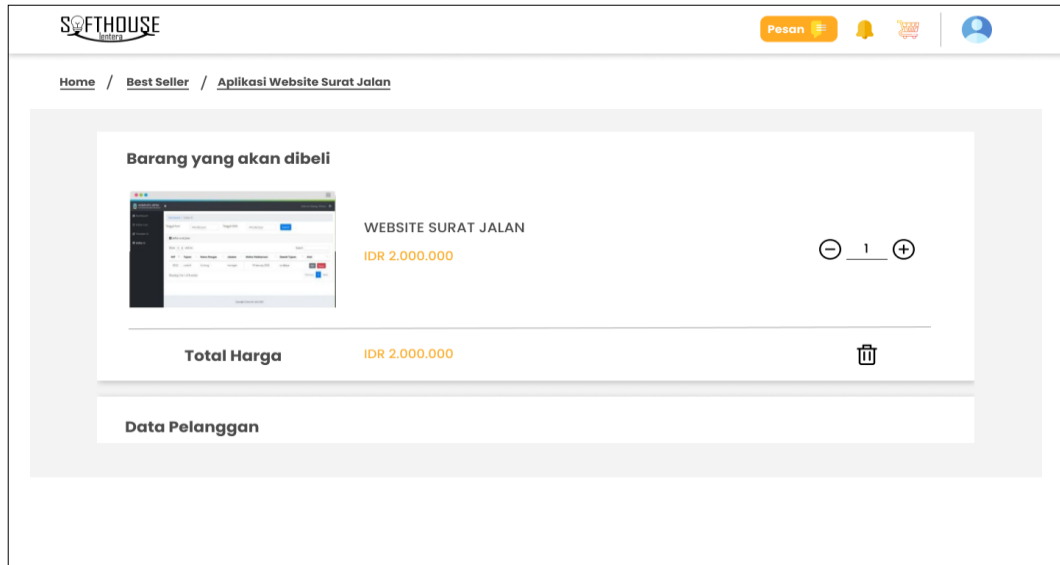 SOFTHOUSE
lentera
Pesan
Home / Best Seller / Aplikasi Website Surat Jalan
Barang yang akan dibeli
WEBSITE SURAT JALAN
IDR 2.000.000
1
Total Harga
IDR 2.000.000
Data Pelanggan